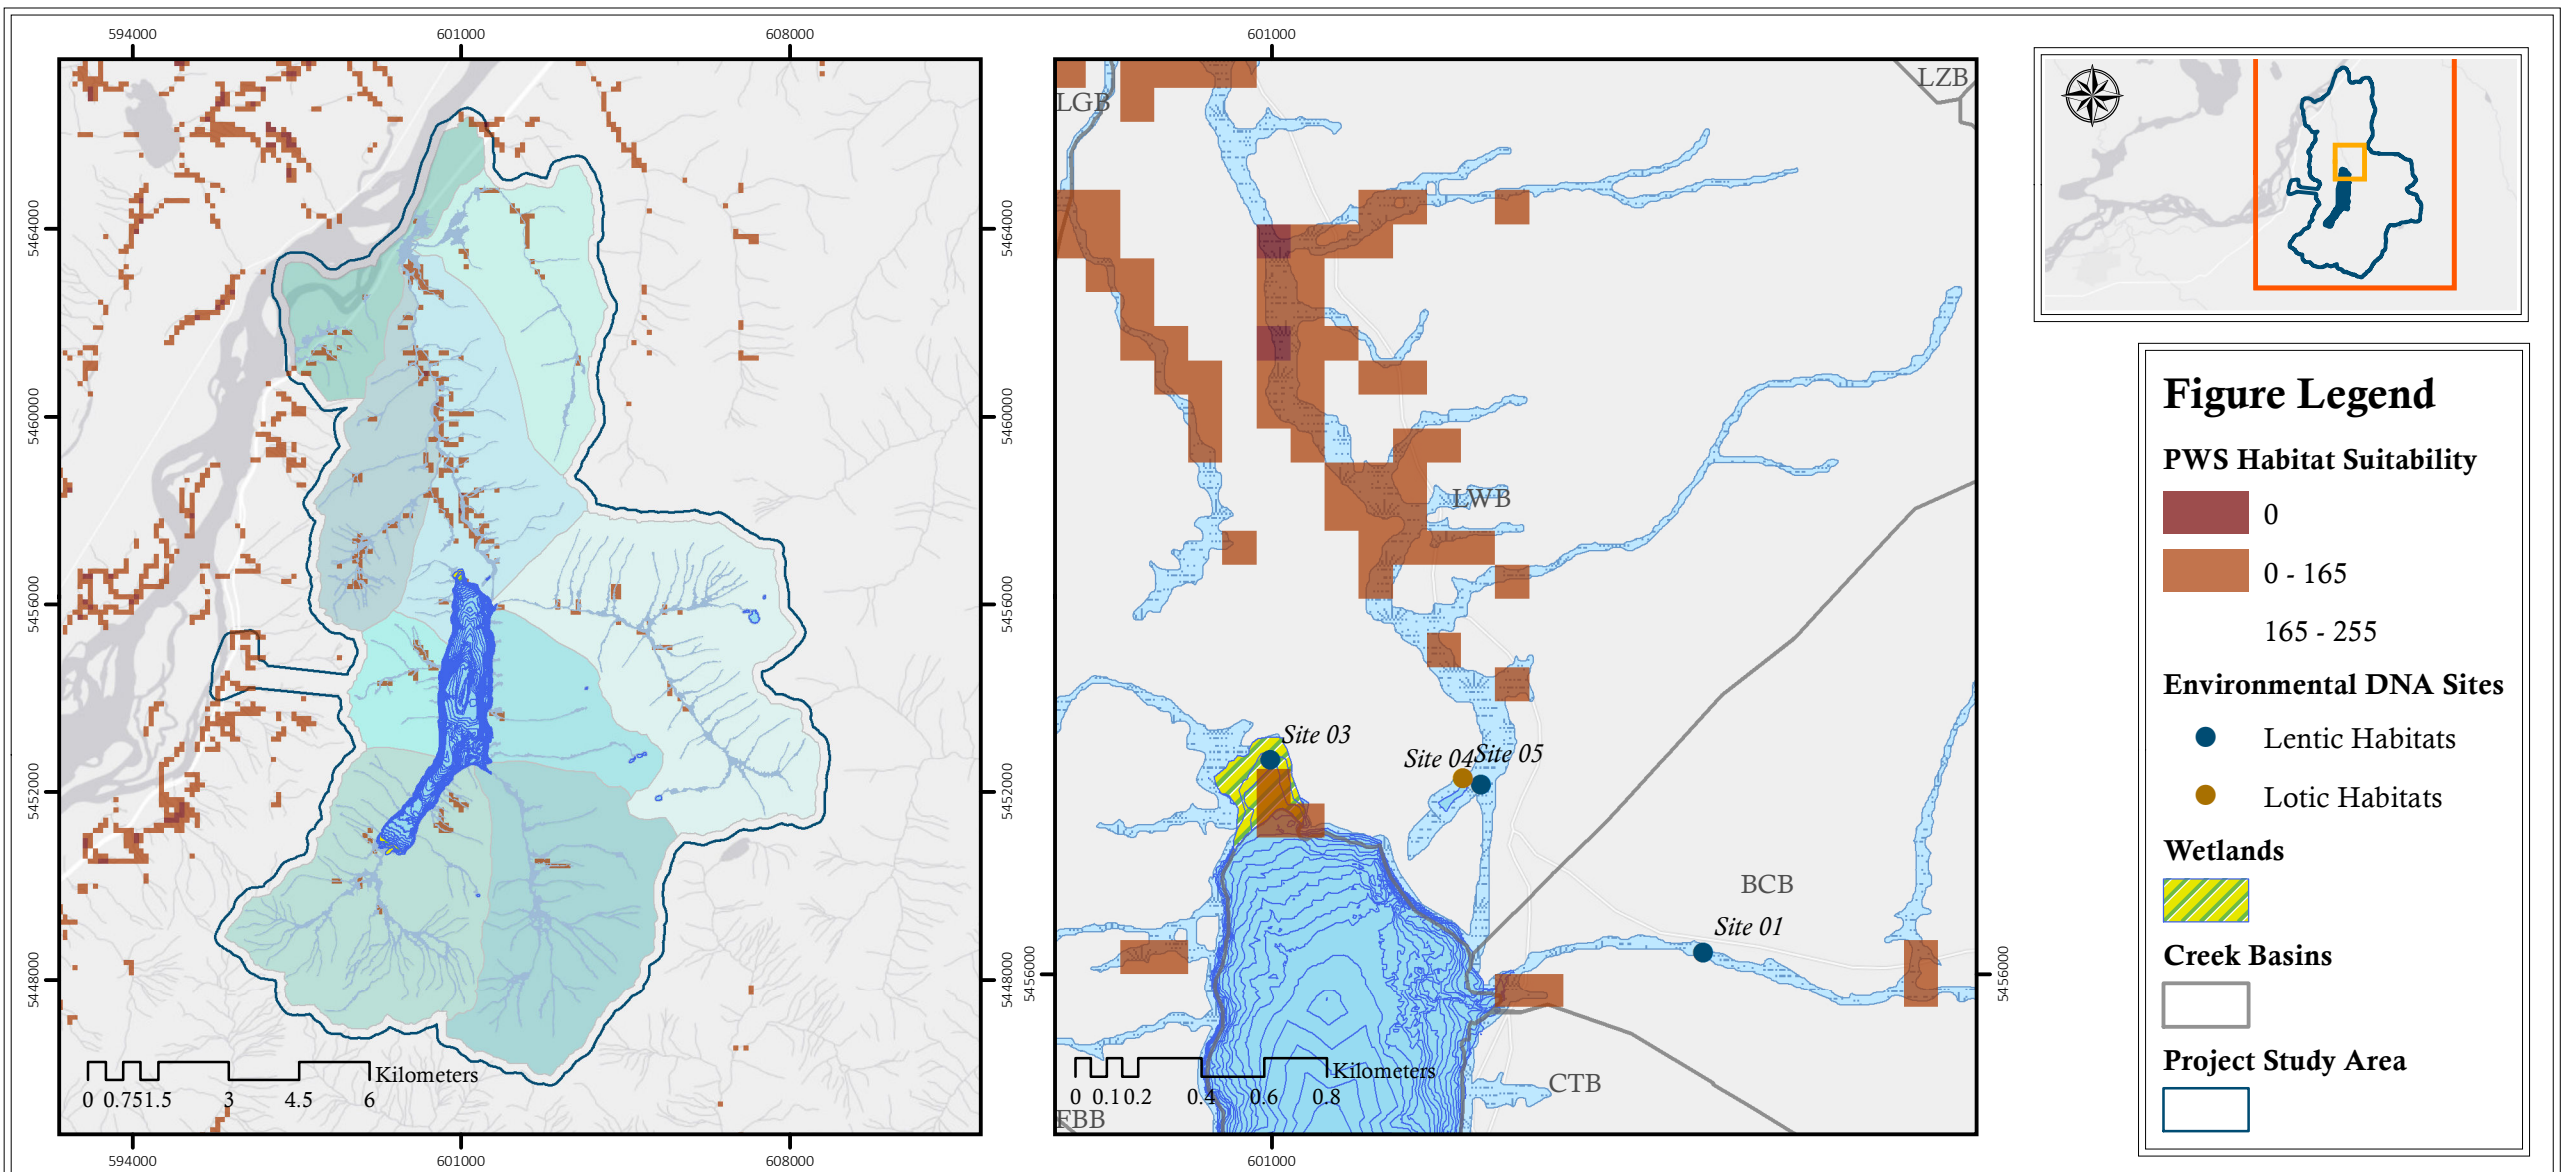 594000 601000 608000
5464000
5460000
5456000
5452000
5448000
5464000
5460000
5456000
5452000
5448000
0 0.75 1.5 3 4.5 6
Kilometers
594000 601000 608000
601000
LGB
LZB
LWB
Site 03
Site 04
Site 05
BCB
Site 01
5456000
5456000
Kilometers
0 0.1 0.2 0.4 0.6 0.8
CTB
FBB
601000
Figure Legend
PWS Habitat Suitability
0
0 - 165
165 - 255
Environmental DNA Sites
Lentic Habitats
Lotic Habitats
Wetlands
Creek Basins
Project Study Area